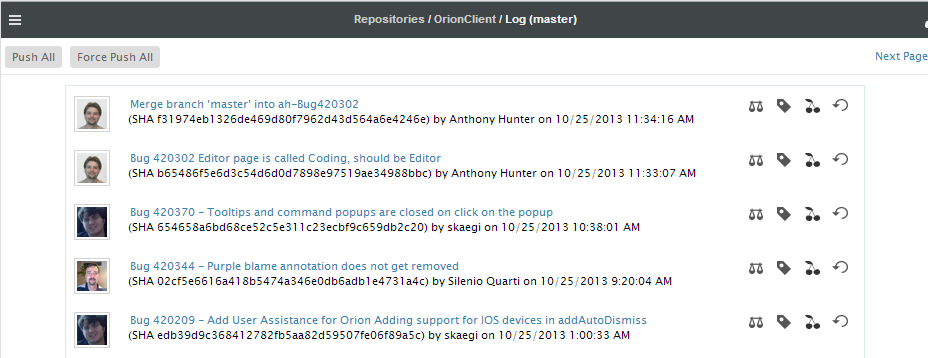 Repositories / OrionClient / Log (master)
Push All Force Push All Next Page
Merge branch 'master' into ah-Bug420302
(SHA f31974eb1326de469d80f7962d43d564a6e4246e) by Anthony Hunter on 10/25/2013 11:34:16 AM
Bug 420302 Editor page is called Coding, should be Editor
(SHA b65486f5e6d3c54d6d0d7898e97519ae34988bbc) by Anthony Hunter on 10/25/2013 11:33:07 AM
Bug 420370 - Tooltips and command popups are closed on click on the popup
(SHA 654658a6bd68ce52c5e311c23ecbf9c659db2c20) by skaegi on 10/25/2013 10:38:01 AM
Bug 420344 - Purple blame annotation does not get removed
(SHA 02cf5e6616a418b5474a346e0db6adb1e4731a4c) by Silenio Quarti on 10/25/2013 9:20:04 AM
Bug 420209 - Add User Assistance for Orion Adding support for IOS devices in addAutoDismiss
(SHA edb39d9c368412782fb5aa82d59507fe06f89a5c) by skaegi on 10/25/2013 1:00:33 AM